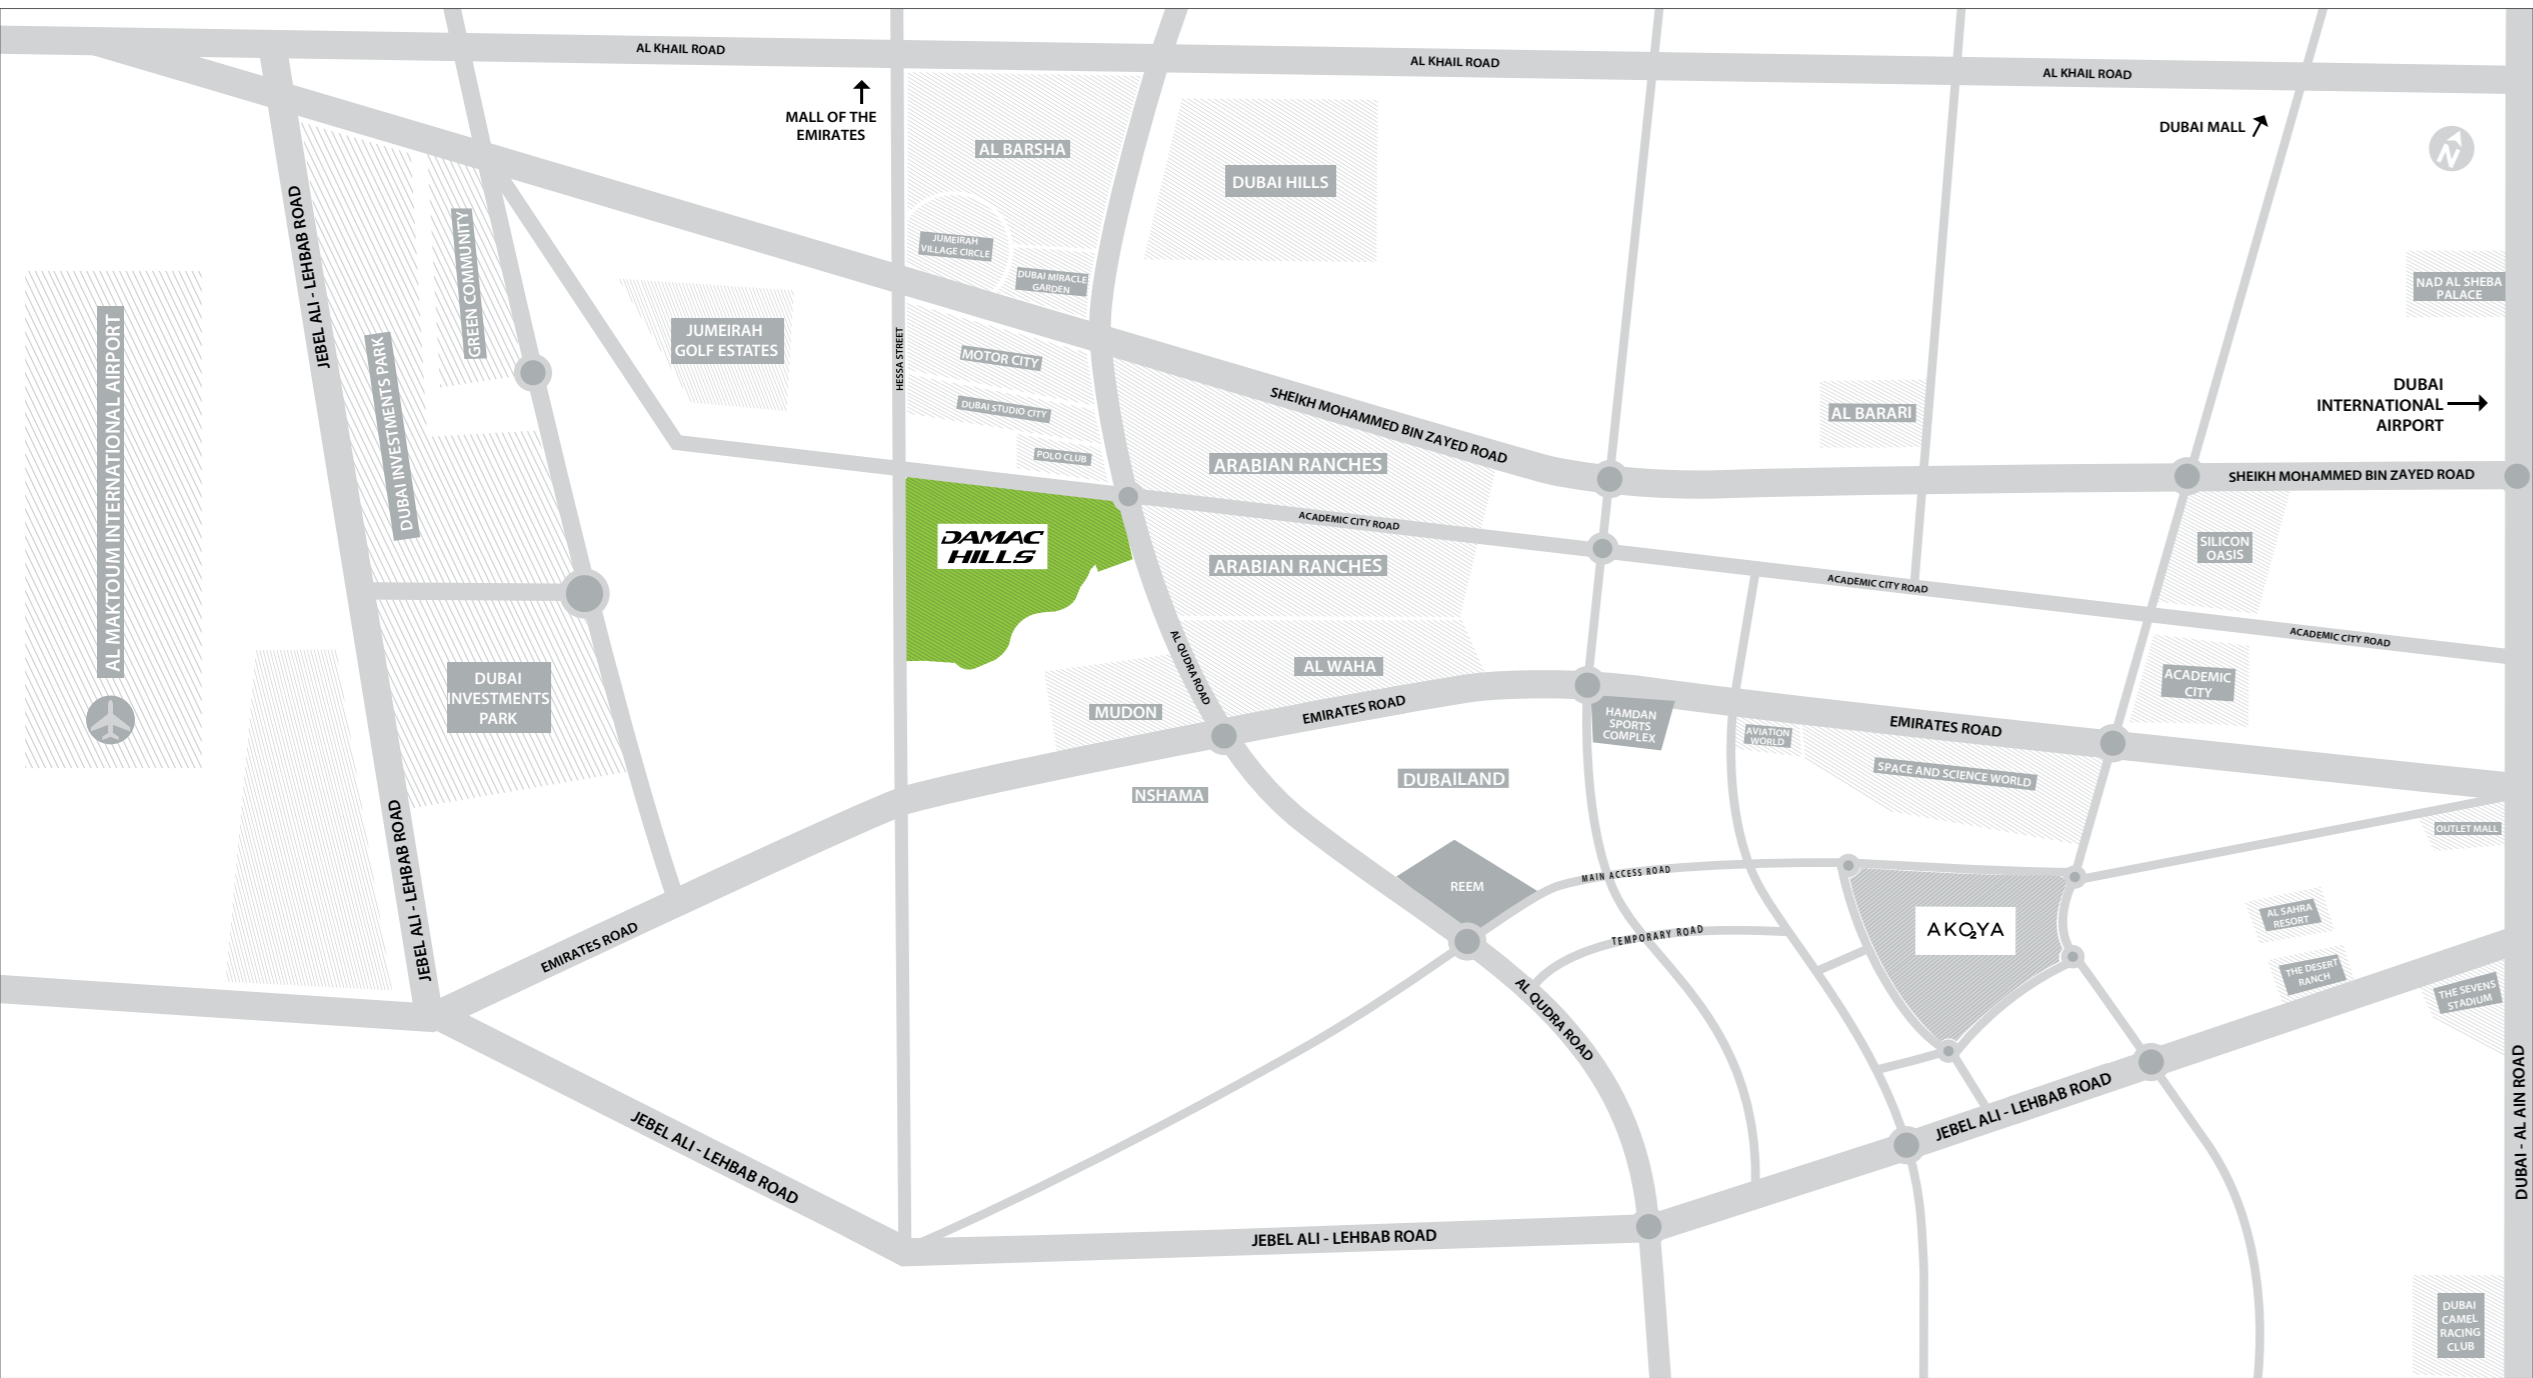 AL KHAIL ROAD
AL KHAIL ROAD
AL KHAIL ROAD
MALL OF THE
EMIRATES
DUBAI MALL
N
AL BARSHA
DUBAI HILLS
JEBEL ALI - LEHBAB ROAD
GREEN COMMUNITY
JUMEIRAH
VILLAGE CIRCLE
DUBAI MIRACLE
GARDEN
NAD AL SHEBA
PALACE
AL MAKTOUM INTERNATIONAL AIRPORT
DUBAI INVESTMENTS PARK
JUMEIRAH
GOLF ESTATES
HESSA STREET
MOTOR CITY
DUBAI STUDIO CITY
POLO CLUB
SHEIKH MOHAMMED BIN ZAYED ROAD
AL BARARI
DUBAI
INTERNATIONAL
AIRPORT
ARABIAN RANCHES
SHEIKH MOHAMMED BIN ZAYED ROAD
DAMAC
HILLS
ACADEMIC CITY ROAD
ARABIAN RANCHES
SILICON
OASIS
ACADEMIC CITY ROAD
ACADEMIC CITY ROAD
AL QUDRA ROAD
AL WAHA
DUBAI
INVESTMENTS
PARK
MUDON
EMIRATES ROAD
HAMDAN
SPORTS
COMPLEX
ACADEMIC
CITY
EMIRATES ROAD
AVIATION
WORLD
SPACE AND SCIENCE WORLD
NSHAMA
DUBAILAND
OUTLET MALL
JEBEL ALI - LEHBAB ROAD
REEM
MAIN ACCESS ROAD
TEMPORARY ROAD
AKO2YA
AL SAHRA
RESORT
EMIRATES ROAD
THE DESERT
RANCH
THE SEVENS
STADIUM
AL QUDRA ROAD
JEBEL ALI - LEHBAB ROAD
JEBEL ALI - LEHBAB ROAD
DUBAI - AL AIN ROAD
JEBEL ALI - LEHBAB ROAD
DUBAI
CAMEL
RACING
CLUB